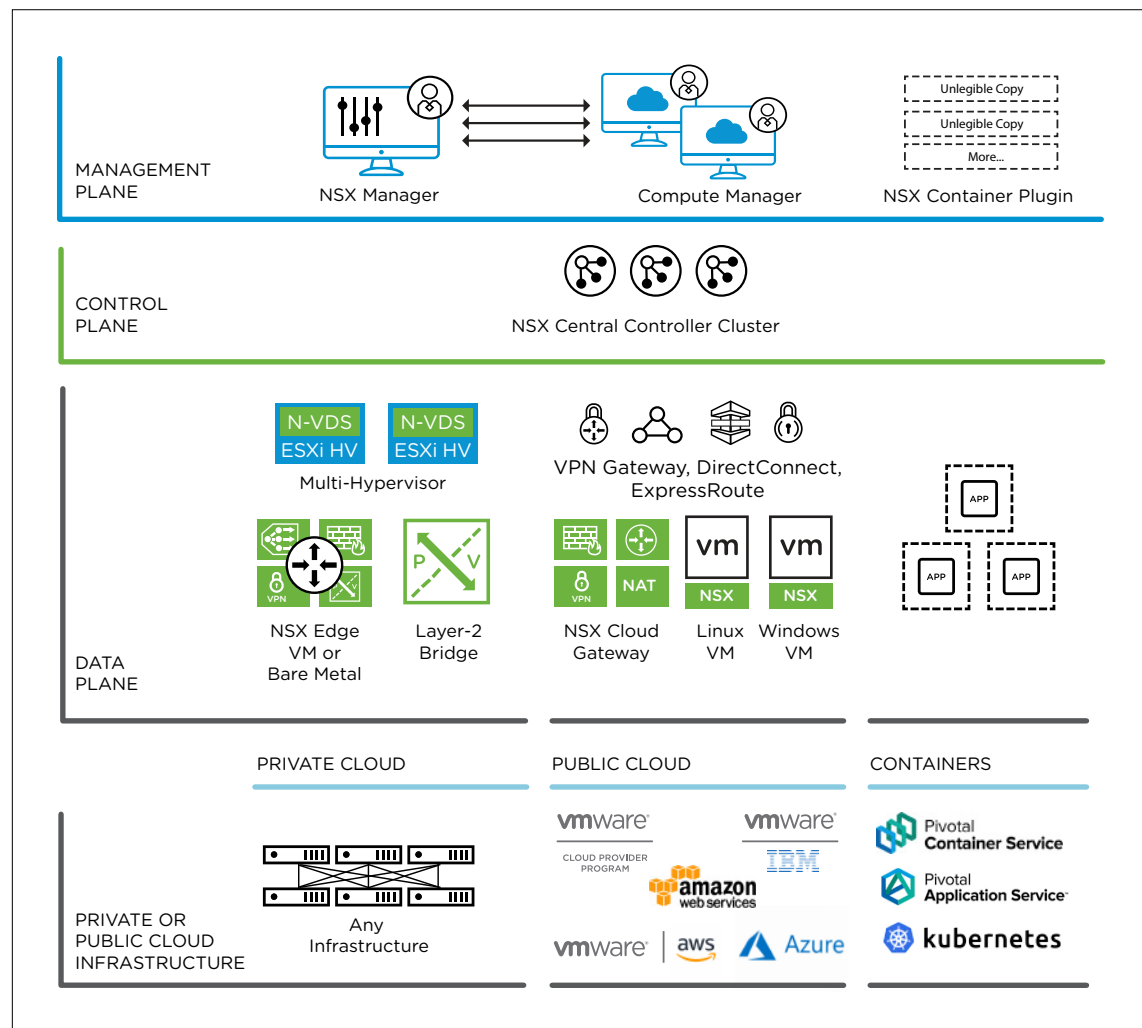 Unlegible Copy
Unlegible Copy
More...
MANAGEMENT
PLANE
NSX Manager
Compute Manager
NSX Container Plugin
CONTROL
PLANE
NSX Central Controller Cluster
N-VDS
ESXi HV
N-VDS
ESXi HV
Multi-Hypervisor
VPN Gateway, DirectConnect,
ExpressRoute
APP
APP
APP
VPN
V
P
V
VPN
NAT
vm
NSX
vm
NSX
NSX Edge
VM or
Bare Metal
Layer-2
Bridge
NSX Cloud
Gateway
Linux
VM
Windows
VM
DATA
PLANE
PRIVATE CLOUD
PUBLIC CLOUD
CONTAINERS
PRIVATE OR
PUBLIC CLOUD
INFRASTRUCTURE
Any
Infrastructure
vmware®
CLOUD PROVIDER
PROGRAM
vmware®
IBM
amazon
web services
vmware®
aws
Azure
Pivotal
Container Service
Pivotal
Application Service™
kubernetes